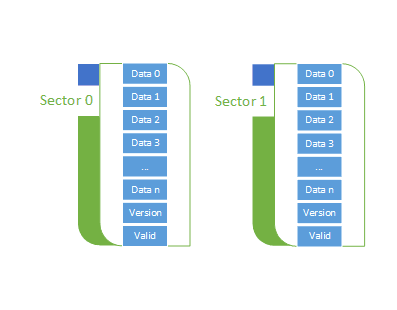 Sector 0
Data 0
Data 1
Data 2
Data 3
...
Data n
Version
Valid
Sector 1
Data 0
Data 1
Data 2
Data 3
...
Data n
Version
Valid